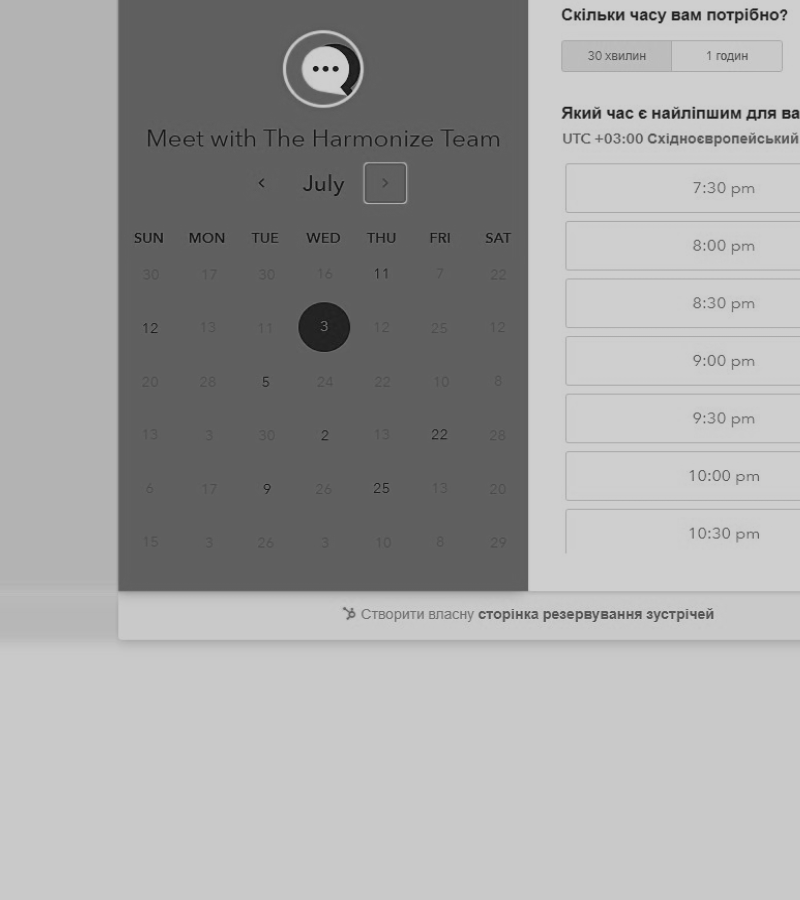 Meet with The Harmonize Team
July
SUN MON TUE WED THU FRI SAT
30 17 30 16 11 7 22
12 13 11 3 12 25 12
20 28 5 24 22 10 8
13 3 30 2 13 22 28
6 17 9 26 25 13 20
15 3 26 3 10 8 29
Скільки часу вам потрібно?
30 хвилин
1 годин
Який час є найліпшим для ва
UTC +03:00 Східноєвропейський
7:30 pm
8:00 pm
8:30 pm
9:00 pm
9:30 pm
10:00 pm
10:30 pm
Створити власну сторінка резервування зустрічей